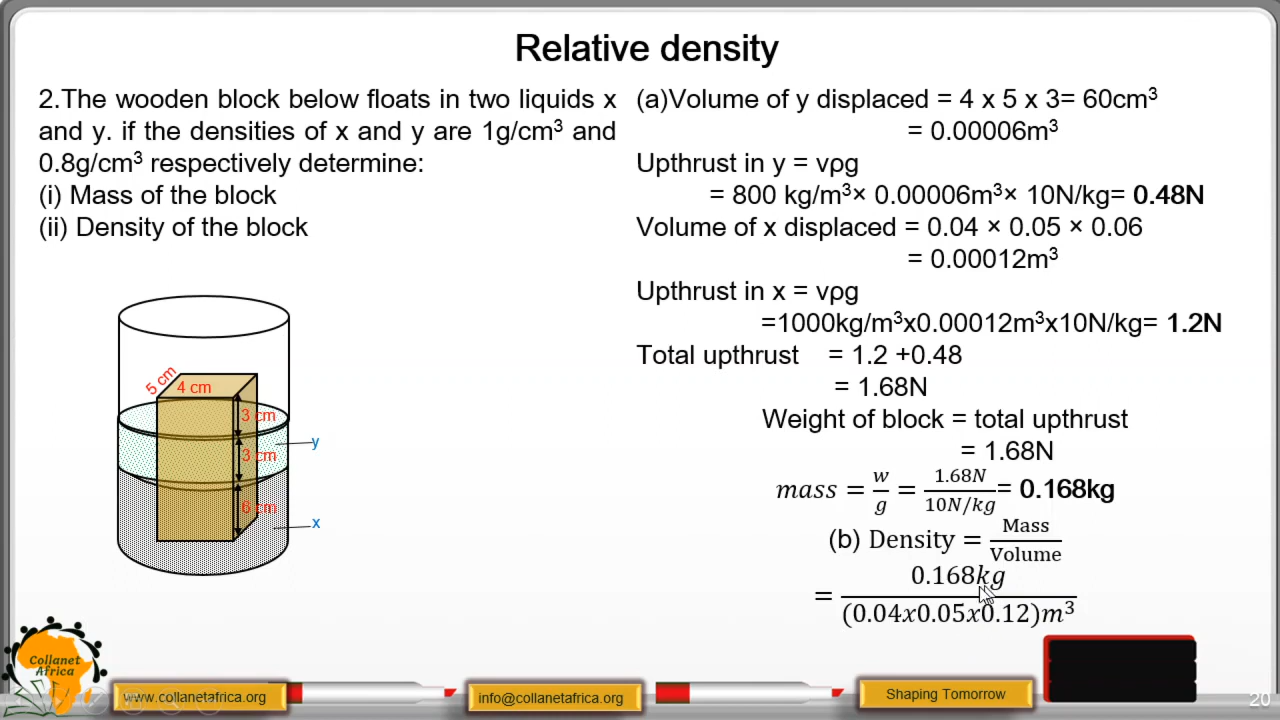 Relative density
2.The wooden block below floats in two liquids x
and y. if the densities of x and y are 1g/cm³ and
0.8g/cm³ respectively determine:
(i) Mass of the block
(ii) Density of the block
5 cm
4 cm
3 cm
3 cm
y
6 cm
x
(a)Volume of y displaced = 4 x 5 x 3= 60cm³
= 0.00006m³
Upthrust in y = vρg
= 800 kg/m³× 0.00006m³× 10N/kg= 0.48N
Volume of x displaced = 0.04 × 0.05 × 0.06
= 0.00012m³
Upthrust in x = vρg
=1000kg/m³x0.00012m³x10N/kg= 1.2N
Total upthrust = 1.2 +0.48
= 1.68N
Weight of block = total upthrust
= 1.68N
mass = w/g = 1.68N/10N/kg = 0.168kg
(b) Density = Mass/Volume
= 0.168kg/(0.04x0.05x0.12)m³
Collanet
Africa
www.collanetafrica.org
info@collanetafrica.org
Shaping Tomorrow
20